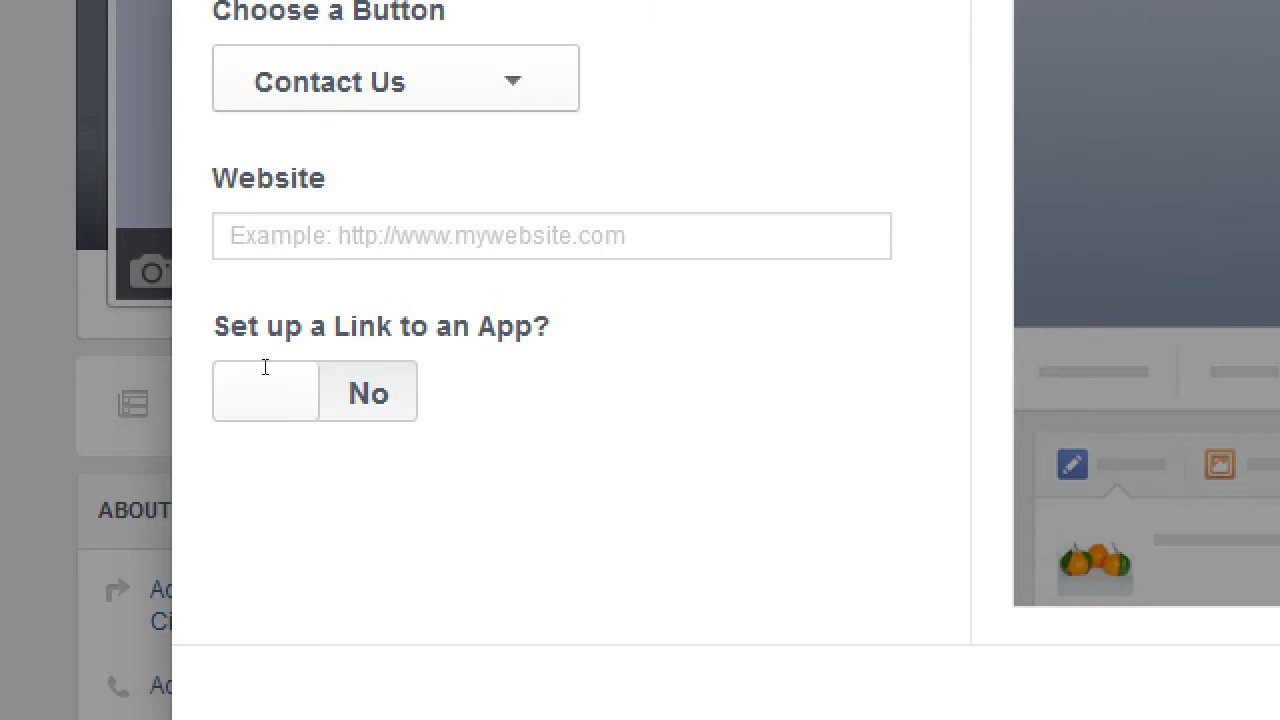 Choose a Button
Contact Us
Website
Example: http://www.mywebsite.com
Set up a Link to an App?
No
ABOUT